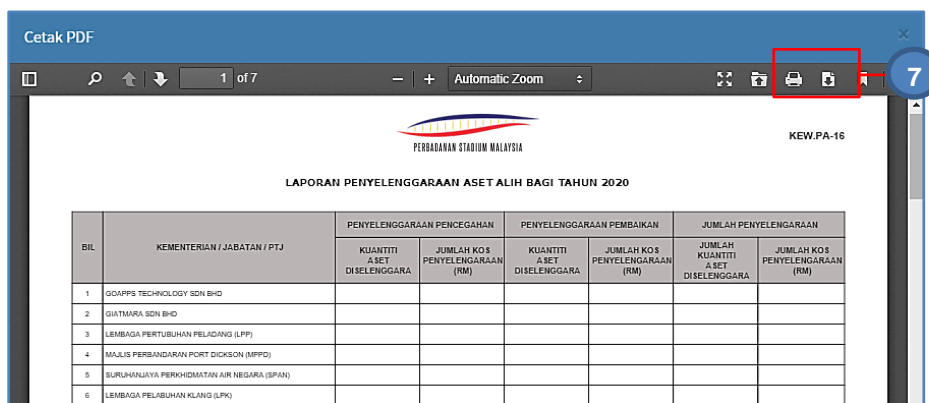 Cetak PDF ×
1 of 7 − + Automatic Zoom
7
PERBADANAN STADIUM MALAYSIA
KEW.PA-16
LAPORAN PENYELENGGARAAN ASET ALIH BAGI TAHUN 2020
BIL KEMENTERIAN / JABATAN / PTJ PENYELENGGARAAN PENCEGAHAN PENYELENGGARAAN PEMBAIKAN JUMLAH PENYELENGARAAN
KUANTITI ASET DISELENGGARA JUMLAH KOS PENYELENGARAAN (RM) KUANTITI ASET DISELENGGARA JUMLAH KOS PENYELENGARAAN (RM) JUMLAH KUANTITI ASET DISELENGGARA JUMLAH KOS PENYELENGARAAN (RM)
1 GOAPPS TECHNOLOGY SDN BHD
2 GIATMARA SDN BHD
3 LEMBAGA PERTUBUHAN PELADANG (LPP)
4 MAJLIS PERBANDARAN PORT DICKSON (MPPD)
5 SURUHANJAYA PERKHIDMATAN AIR NEGARA (SPAN)
6 LEMBAGA PELABUHAN KLANG (LPK)